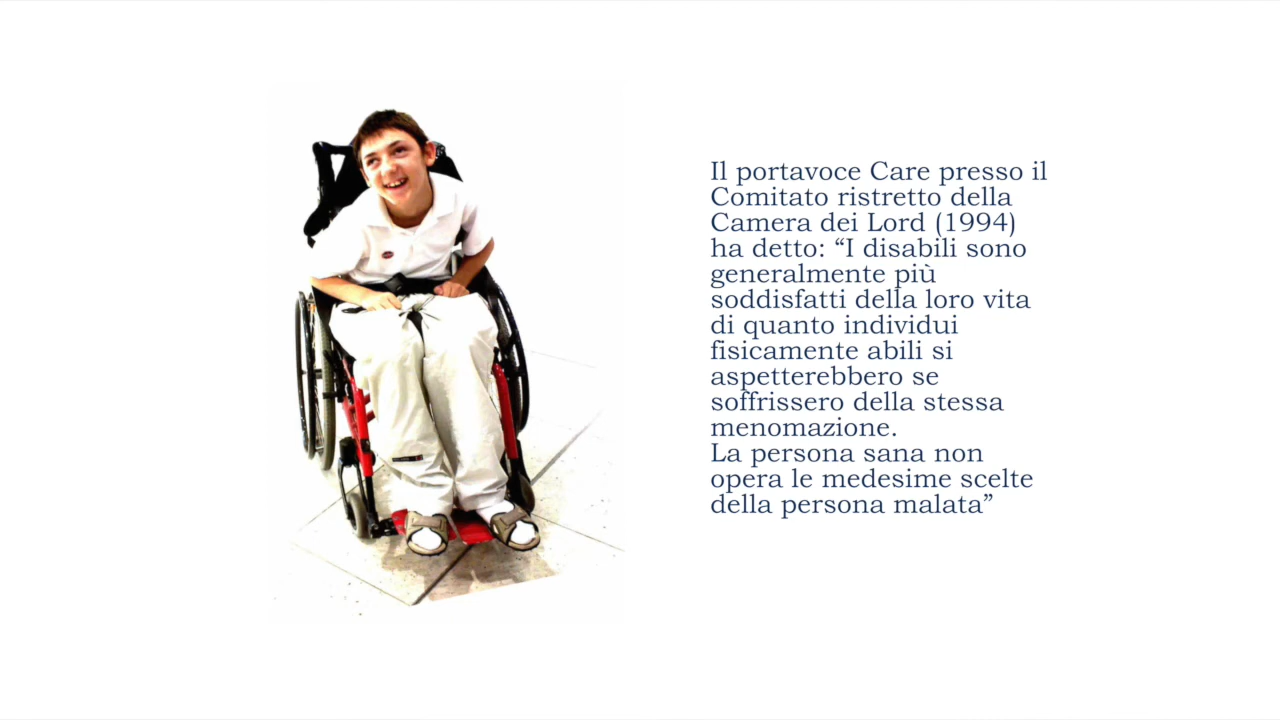 Il portavoce Care presso il
Comitato ristretto della
Camera dei Lord (1994)
ha detto: “I disabili sono
generalmente più
soddisfatti della loro vita
di quanto individui
fisicamente abili si
aspetterebbero se
soffrissero della stessa
menomazione.
La persona sana non
opera le medesime scelte
della persona malata”